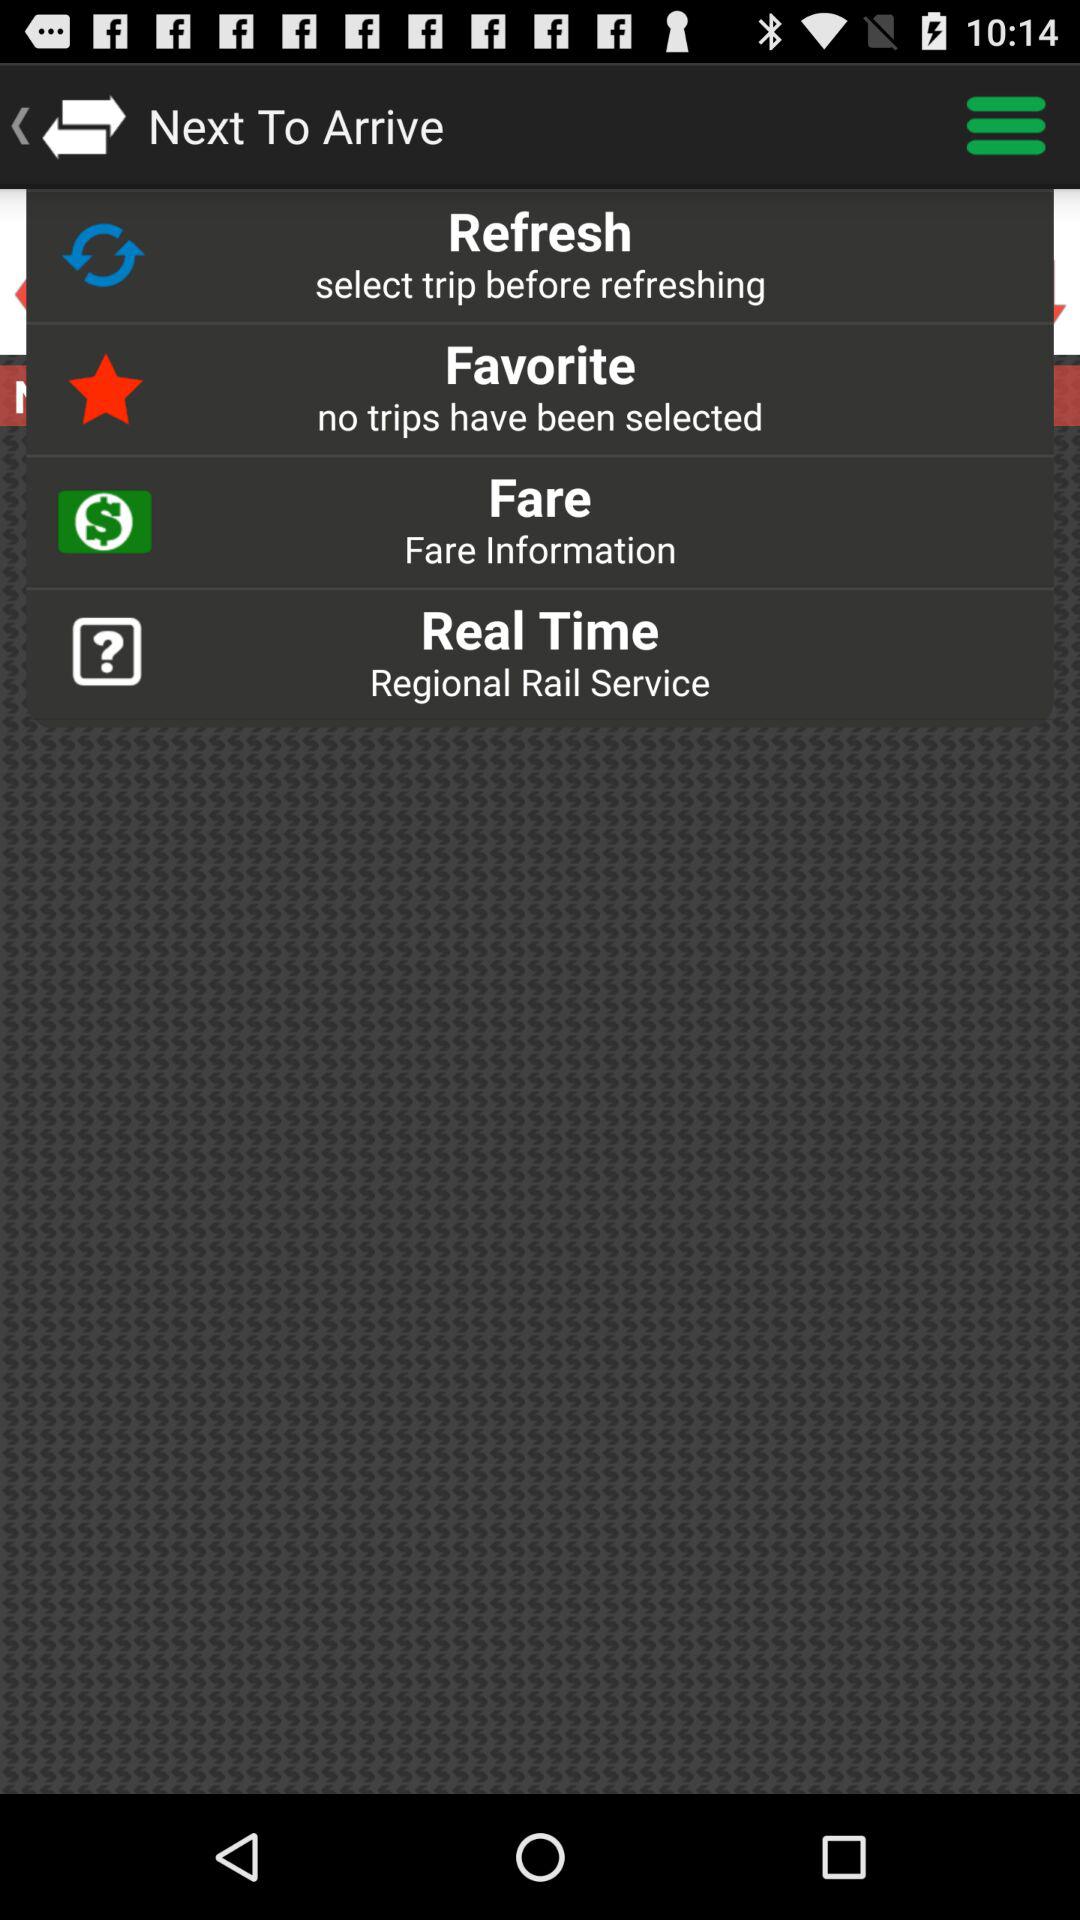 10:14
Next To Arrive
Refresh
select trip before refreshing
Favorite
no trips have been selected
Fare
Fare Information
Real Time
Regional Rail Service